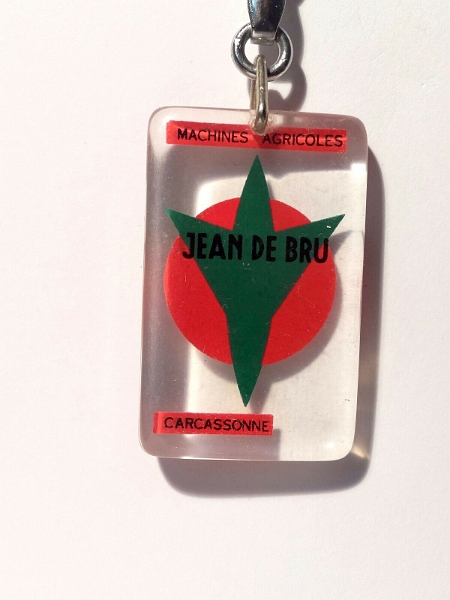 MACHINES AGRICOLES
JEAN DE BRU
CARCASSONNE